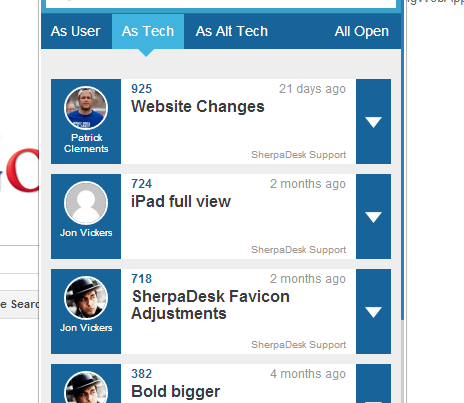 gWebApp
As User As Tech As Alt Tech All Open
925 21 days ago
Website Changes
Patrick
Clements
SherpaDesk Support
724 2 months ago
iPad full view
Jon Vickers
SherpaDesk Support
718 2 months ago
SherpaDesk Favicon
Adjustments
Jon Vickers
SherpaDesk Support
e Searc
382 4 months ago
Bold bigger